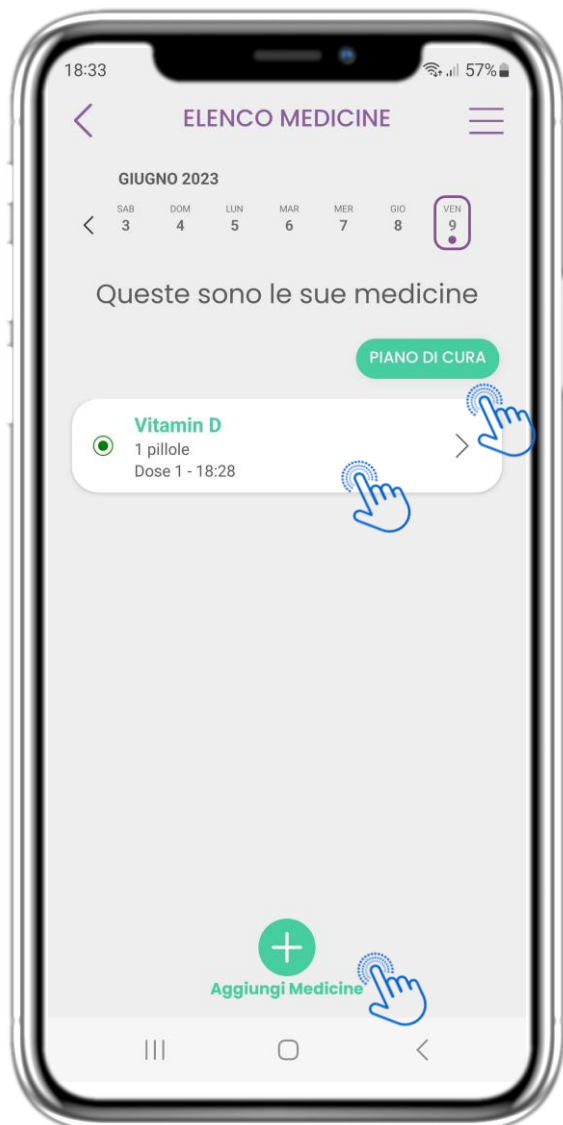 18:33 57%
ELENCO MEDICINE
GIUGNO 2023
SAB DOM LUN MAR MER GIO VEN
3 4 5 6 7 8 9
Queste sono le sue medicine
PIANO DI CURA
Vitamin D
1 pillole
Dose 1 - 18:28
Aggiungi Medicine